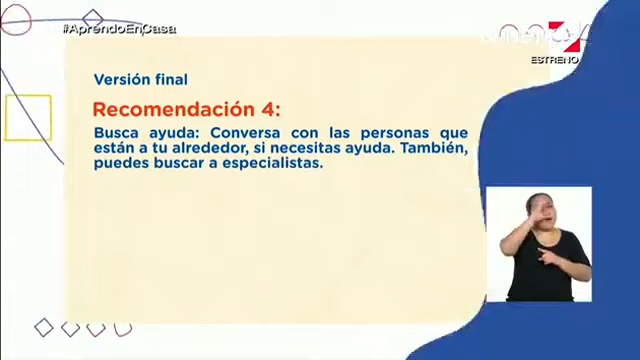 #AprendoEnCasa
ESTRENO
Versión final
Recomendación 4:
Busca ayuda: Conversa con las personas que
están a tu alrededor, si necesitas ayuda. También,
puedes buscar a especialistas.